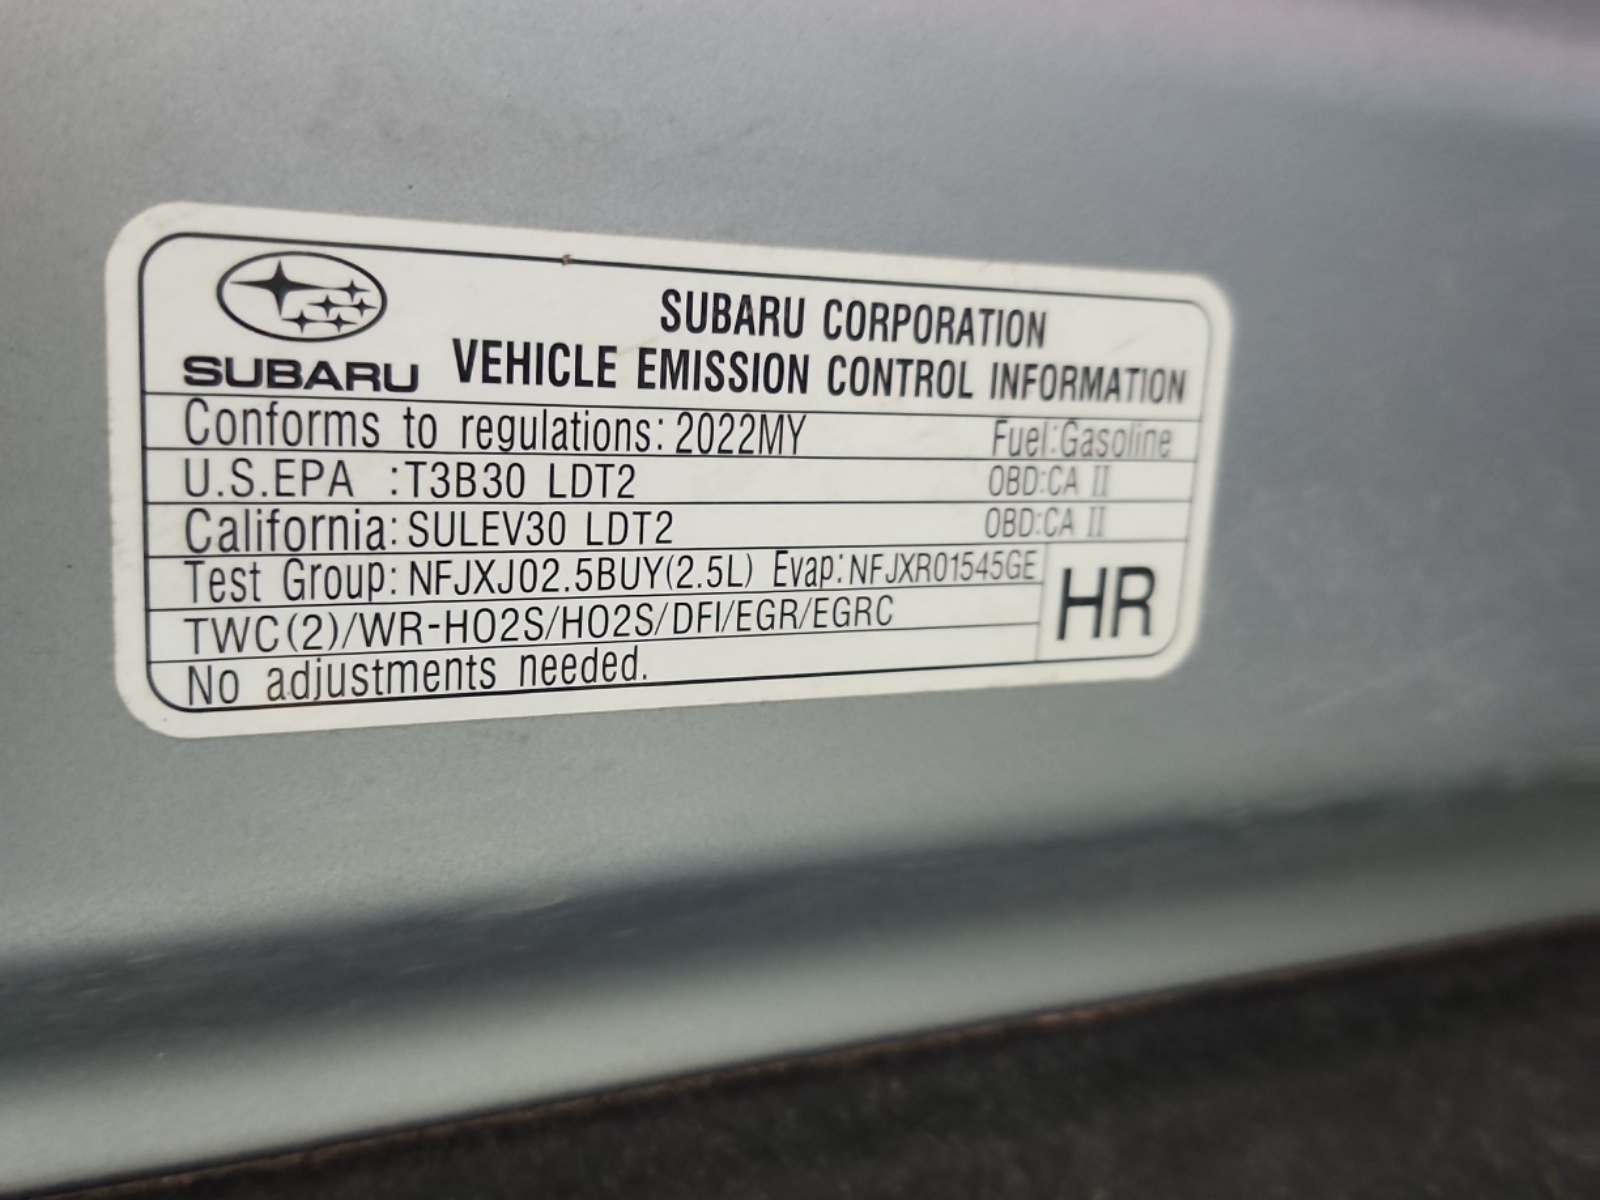 SUBARU
SUBARU CORPORATION
VEHICLE EMISSION CONTROL INFORMATION
Conforms to regulations: 2022MY Fuel:Gasoline
U.S.EPA :T3B30 LDT2 OBD:CA II
California: SULEV30 LDT2 OBD:CA II
Test Group: NFJXJ02.5BUY(2.5L) Evap: NFJXR01545GE
TWC(2)/WR-HO2S/HO2S/DFI/EGR/EGRC
No adjustments needed.
HR